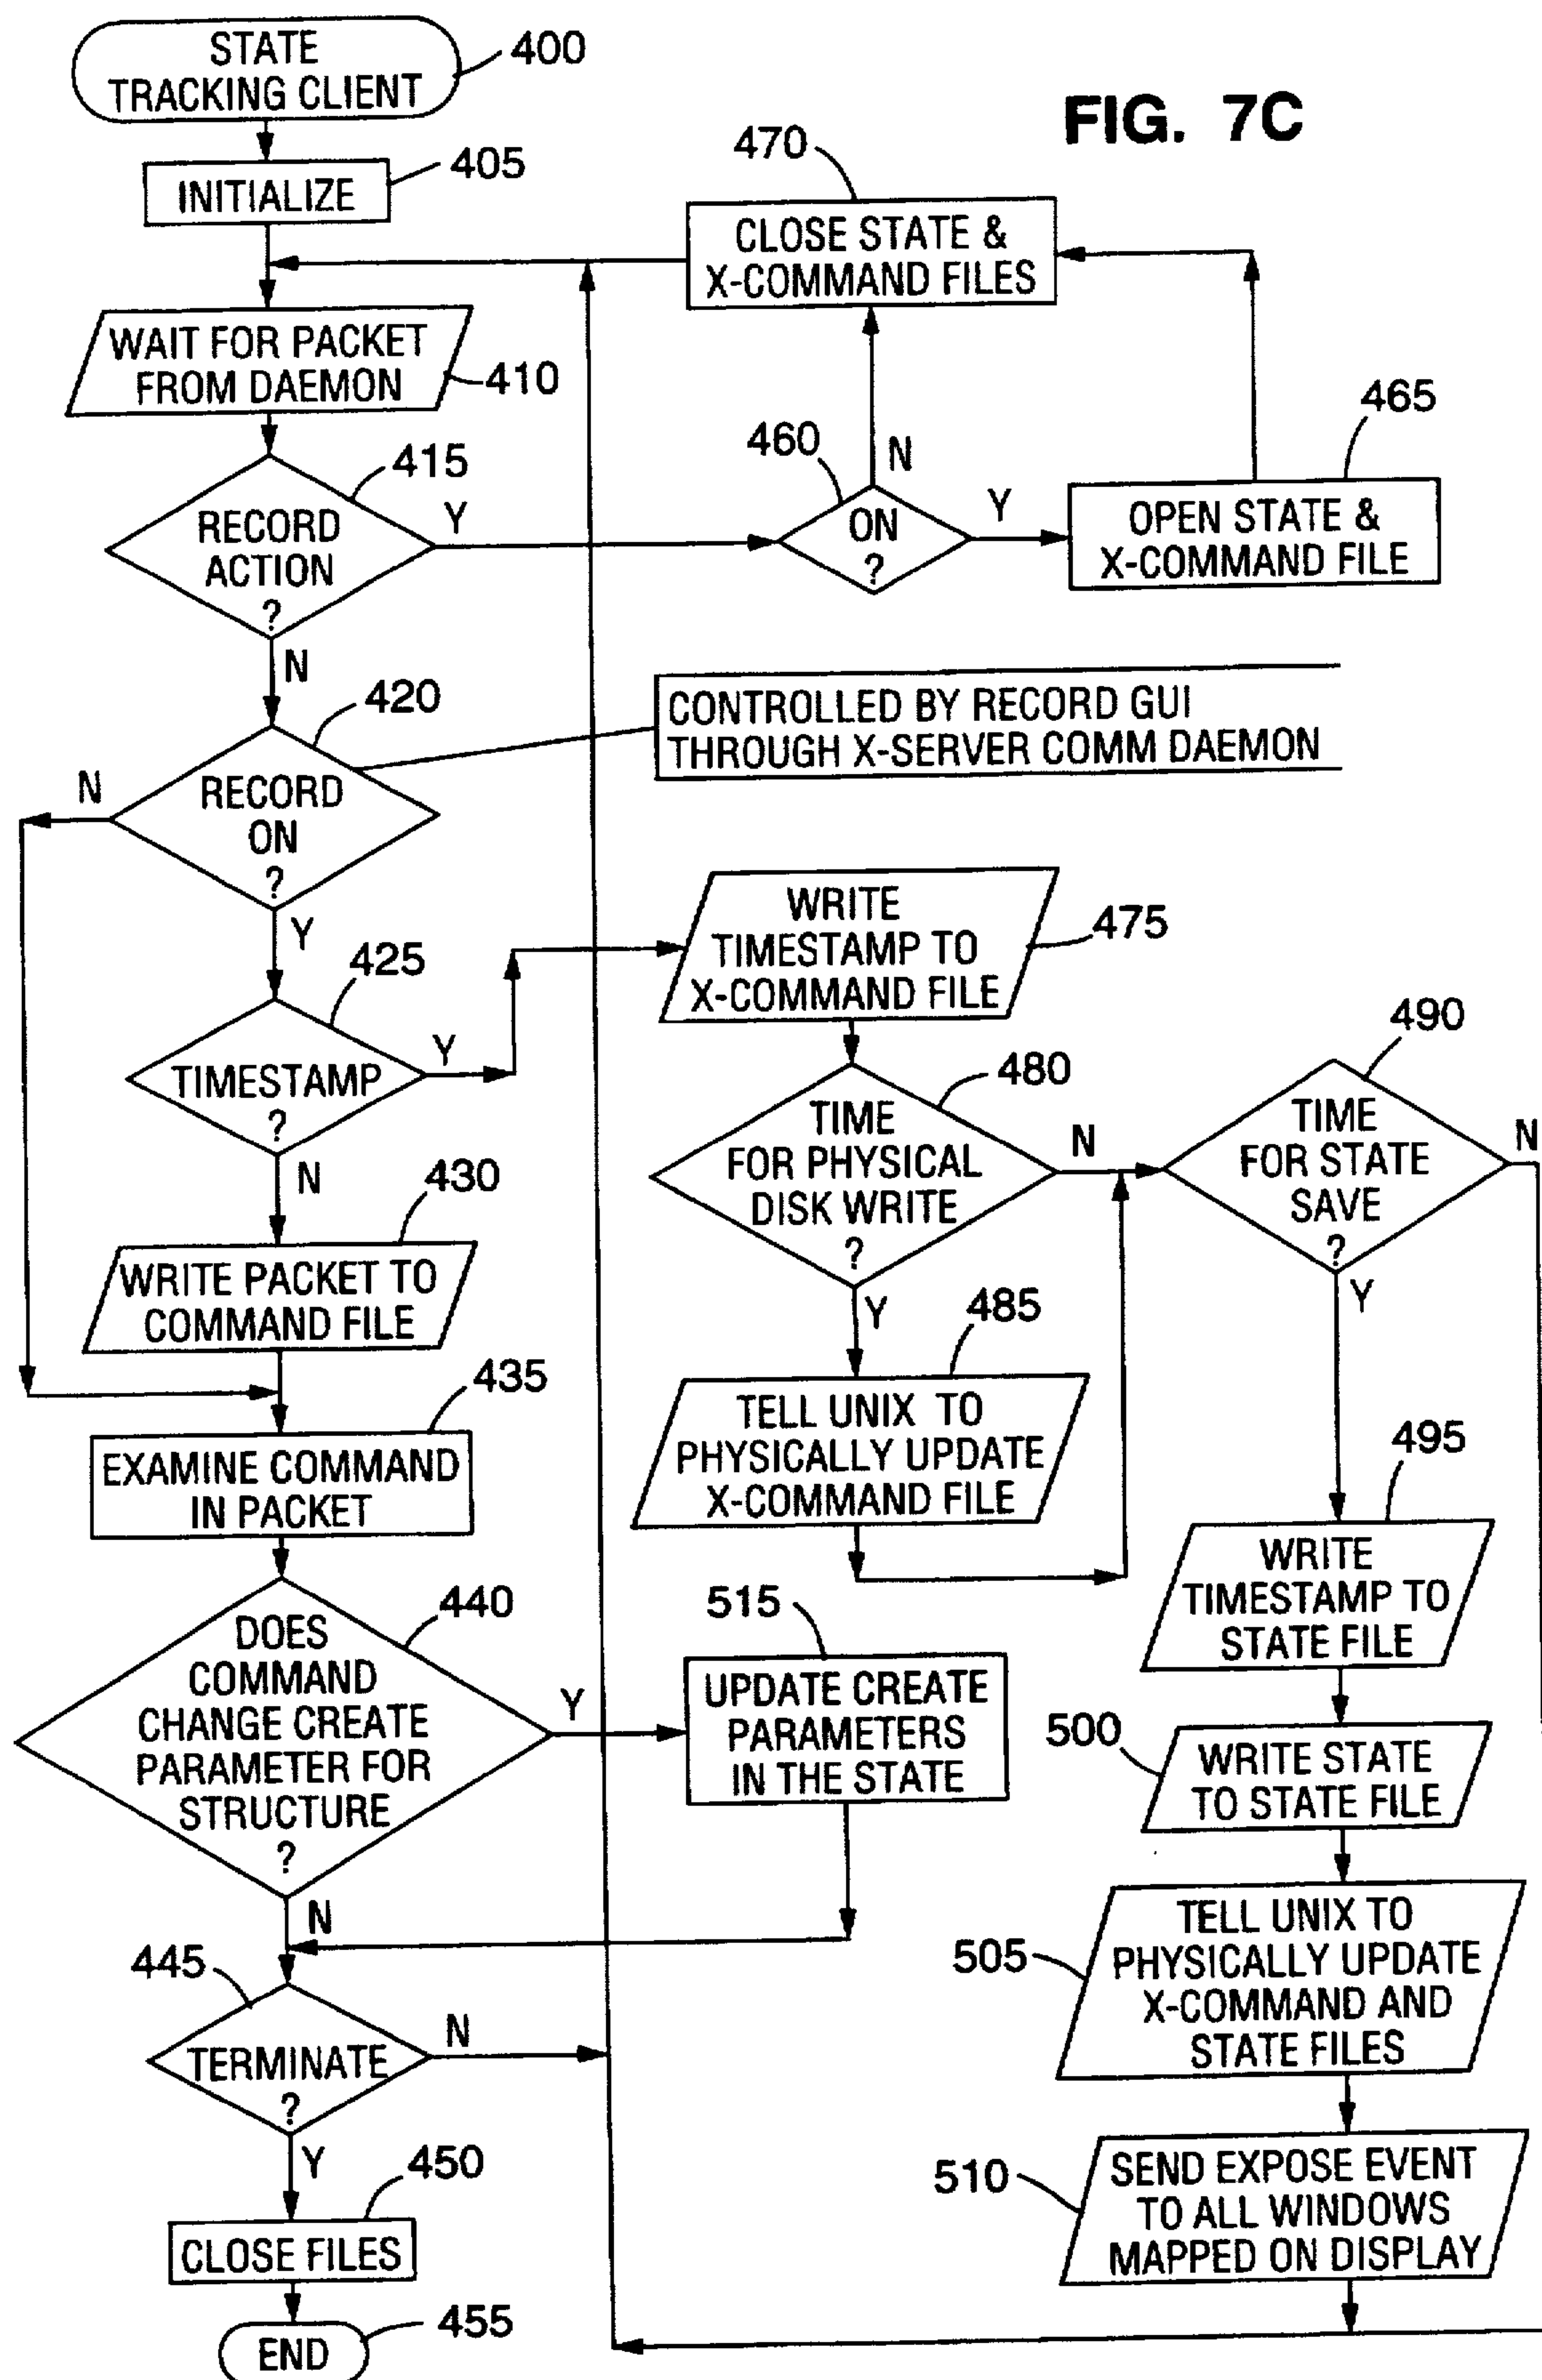 STATE
TRACKING CLIENT
400
FIG. 7C
INITIALIZE
405
470
CLOSE STATE &
X-COMMAND FILES
WAIT FOR PACKET
FROM DAEMON
410
415
RECORD
ACTION
?
Y
N
460
ON
?
N
Y
465
OPEN STATE &
X-COMMAND FILE
420
RECORD
ON
?
N
Y
CONTROLLED BY RECORD GUI
THROUGH X-SERVER COMM DAEMON
425
TIMESTAMP
?
Y
N
WRITE
TIMESTAMP TO
X-COMMAND FILE
475
480
TIME
FOR PHYSICAL
DISK WRITE
?
N
Y
490
TIME
FOR STATE
SAVE
?
N
Y
430
WRITE PACKET TO
COMMAND FILE
485
TELL UNIX TO
PHYSICALLY UPDATE
X-COMMAND FILE
435
EXAMINE COMMAND
IN PACKET
495
WRITE
TIMESTAMP TO
STATE FILE
440
DOES
COMMAND
CHANGE CREATE
PARAMETER FOR
STRUCTURE
?
Y
N
515
UPDATE CREATE
PARAMETERS
IN THE STATE
500
WRITE STATE
TO STATE FILE
505
TELL UNIX TO
PHYSICALLY UPDATE
X-COMMAND AND
STATE FILES
445
TERMINATE
?
N
Y
510
SEND EXPOSE EVENT
TO ALL WINDOWS
MAPPED ON DISPLAY
450
CLOSE FILES
END
455